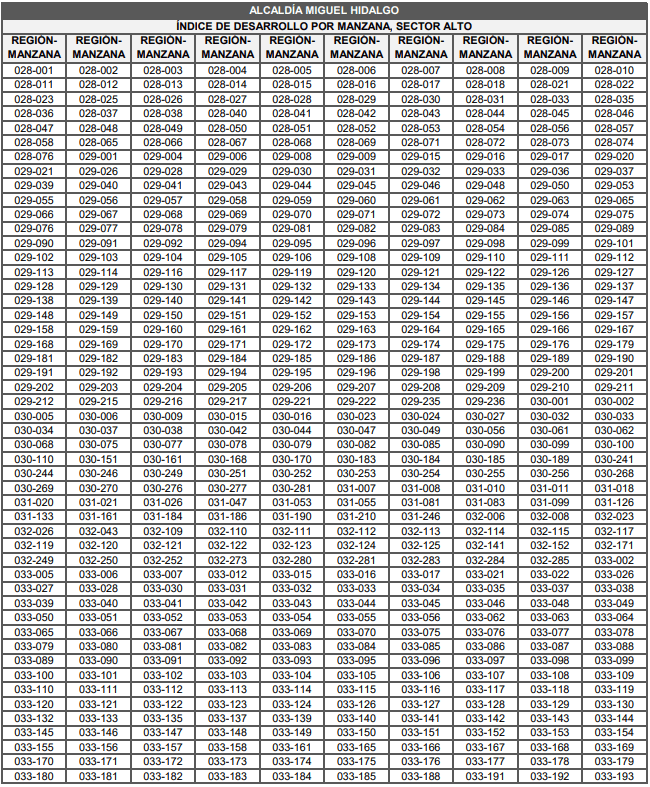 ALCALDÍA MIGUEL HIDALGO
ÍNDICE DE DESARROLLO POR MANZANA, SECTOR ALTO
REGIÓN-MANZANA REGIÓN-MANZANA REGIÓN-MANZANA REGIÓN-MANZANA REGIÓN-MANZANA REGIÓN-MANZANA REGIÓN-MANZANA REGIÓN-MANZANA REGIÓN-MANZANA REGIÓN-MANZANA
028-001 028-002 028-003 028-004 028-005 028-006 028-007 028-008 028-009 028-010
028-011 028-012 028-013 028-014 028-015 028-016 028-017 028-018 028-021 028-022
028-023 028-025 028-026 028-027 028-028 028-029 028-030 028-031 028-033 028-035
028-036 028-037 028-038 028-040 028-041 028-042 028-043 028-044 028-045 028-046
028-047 028-048 028-049 028-050 028-051 028-052 028-053 028-054 028-056 028-057
028-058 028-065 028-066 028-067 028-068 028-069 028-071 028-072 028-073 028-074
028-076 029-001 029-004 029-006 029-008 029-009 029-015 029-016 029-017 029-020
029-021 029-026 029-028 029-029 029-030 029-031 029-032 029-033 029-036 029-037
029-039 029-040 029-041 029-043 029-044 029-045 029-046 029-048 029-050 029-053
029-055 029-056 029-057 029-058 029-059 029-060 029-061 029-062 029-063 029-065
029-066 029-067 029-068 029-069 029-070 029-071 029-072 029-073 029-074 029-075
029-076 029-077 029-078 029-079 029-081 029-082 029-083 029-084 029-085 029-089
029-090 029-091 029-092 029-094 029-095 029-096 029-097 029-098 029-099 029-101
029-102 029-103 029-104 029-105 029-106 029-108 029-109 029-110 029-111 029-112
029-113 029-114 029-116 029-117 029-119 029-120 029-121 029-122 029-126 029-127
029-128 029-129 029-130 029-131 029-132 029-133 029-134 029-135 029-136 029-137
029-138 029-139 029-140 029-141 029-142 029-143 029-144 029-145 029-146 029-147
029-148 029-149 029-150 029-151 029-152 029-153 029-154 029-155 029-156 029-157
029-158 029-159 029-160 029-161 029-162 029-163 029-164 029-165 029-166 029-167
029-168 029-169 029-170 029-171 029-172 029-173 029-174 029-175 029-176 029-179
029-181 029-182 029-183 029-184 029-185 029-186 029-187 029-188 029-189 029-190
029-191 029-192 029-193 029-194 029-195 029-196 029-198 029-199 029-200 029-201
029-202 029-203 029-204 029-205 029-206 029-207 029-208 029-209 029-210 029-211
029-212 029-215 029-216 029-217 029-221 029-222 029-235 029-236 030-001 030-002
030-005 030-006 030-009 030-015 030-016 030-023 030-024 030-027 030-032 030-033
030-034 030-037 030-038 030-042 030-044 030-047 030-049 030-056 030-061 030-062
030-068 030-075 030-077 030-078 030-079 030-082 030-085 030-090 030-099 030-100
030-110 030-151 030-161 030-168 030-170 030-183 030-184 030-185 030-189 030-241
030-244 030-246 030-249 030-251 030-252 030-253 030-254 030-255 030-256 030-268
030-269 030-270 030-276 030-277 030-281 031-007 031-008 031-010 031-011 031-018
031-020 031-021 031-026 031-047 031-053 031-055 031-081 031-083 031-099 031-126
031-133 031-161 031-184 031-186 031-190 031-210 031-246 032-006 032-008 032-023
032-026 032-043 032-109 032-110 032-111 032-112 032-113 032-114 032-115 032-117
032-119 032-120 032-121 032-122 032-123 032-124 032-125 032-141 032-152 032-171
032-249 032-250 032-252 032-273 032-280 032-281 032-283 032-284 032-285 033-002
033-005 033-006 033-007 033-012 033-015 033-016 033-017 033-021 033-022 033-026
033-027 033-028 033-030 033-031 033-032 033-033 033-034 033-035 033-037 033-038
033-039 033-040 033-041 033-042 033-043 033-044 033-045 033-046 033-048 033-049
033-050 033-051 033-052 033-053 033-054 033-055 033-056 033-062 033-063 033-064
033-065 033-066 033-067 033-068 033-069 033-070 033-075 033-076 033-077 033-078
033-079 033-080 033-081 033-082 033-083 033-084 033-085 033-086 033-087 033-088
033-089 033-090 033-091 033-092 033-093 033-095 033-096 033-097 033-098 033-099
033-100 033-101 033-102 033-103 033-104 033-105 033-106 033-107 033-108 033-109
033-110 033-111 033-112 033-113 033-114 033-115 033-116 033-117 033-118 033-119
033-120 033-121 033-122 033-123 033-124 033-126 033-127 033-128 033-129 033-130
033-132 033-133 033-135 033-137 033-139 033-140 033-141 033-142 033-143 033-144
033-145 033-146 033-147 033-148 033-149 033-150 033-151 033-152 033-153 033-154
033-155 033-156 033-157 033-158 033-161 033-165 033-166 033-167 033-168 033-169
033-170 033-171 033-172 033-173 033-174 033-175 033-176 033-177 033-178 033-179
033-180 033-181 033-182 033-183 033-184 033-185 033-188 033-191 033-192 033-193